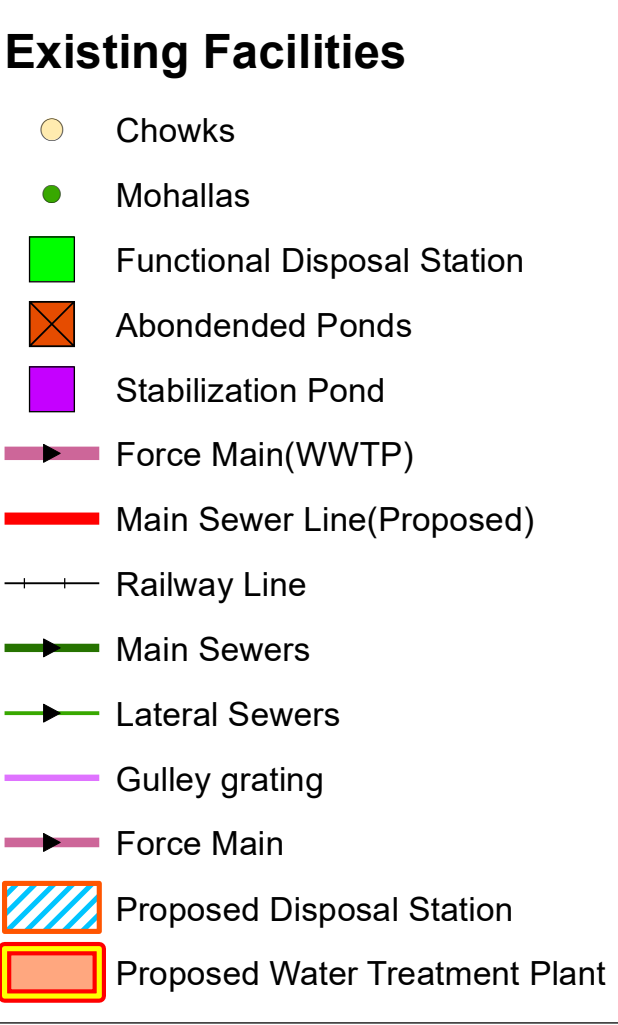 Existing Facilities
Chowks
Mohallas
Functional Disposal Station
Abondended Ponds
Stabilization Pond
Force Main(WWTP)
Main Sewer Line(Proposed)
Railway Line
Main Sewers
Lateral Sewers
Gulley grating
Force Main
Proposed Disposal Station
Proposed Water Treatment Plant